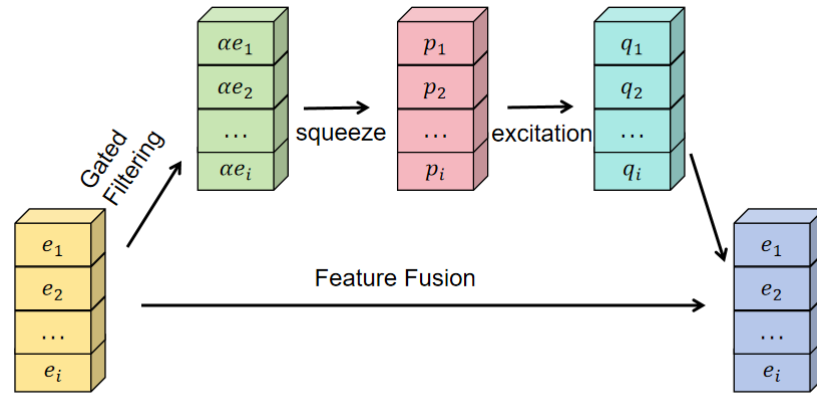 αe₁
αe₂
...
αeᵢ
p₁
p₂
...
pᵢ
q₁
q₂
...
qᵢ
squeeze
excitation
Gated
Filtering
e₁
e₂
...
eᵢ
Feature Fusion
e₁
e₂
...
eᵢ